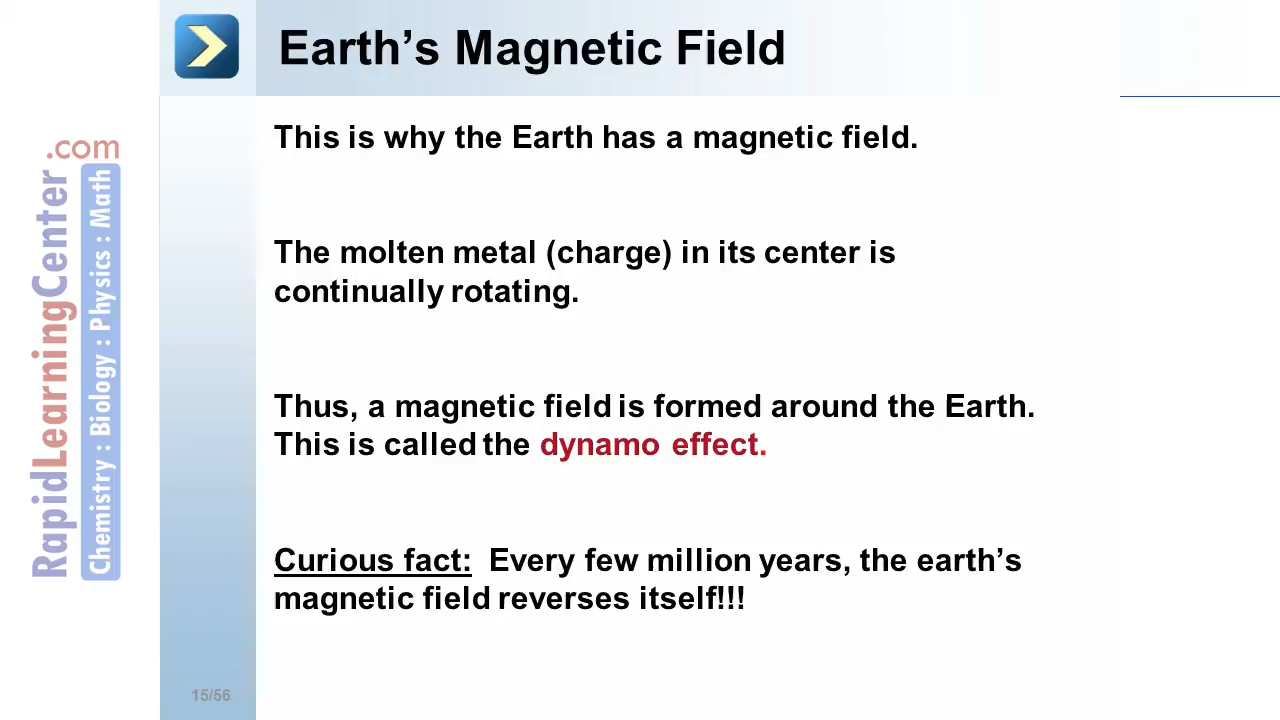 Earth’s Magnetic Field
This is why the Earth has a magnetic field.
The molten metal (charge) in its center is
continually rotating.
Thus, a magnetic field is formed around the Earth.
This is called the dynamo effect.
Curious fact: Every few million years, the earth’s
magnetic field reverses itself!!!
RapidLearningCenter.com
Chemistry : Biology : Physics : Math
15/56